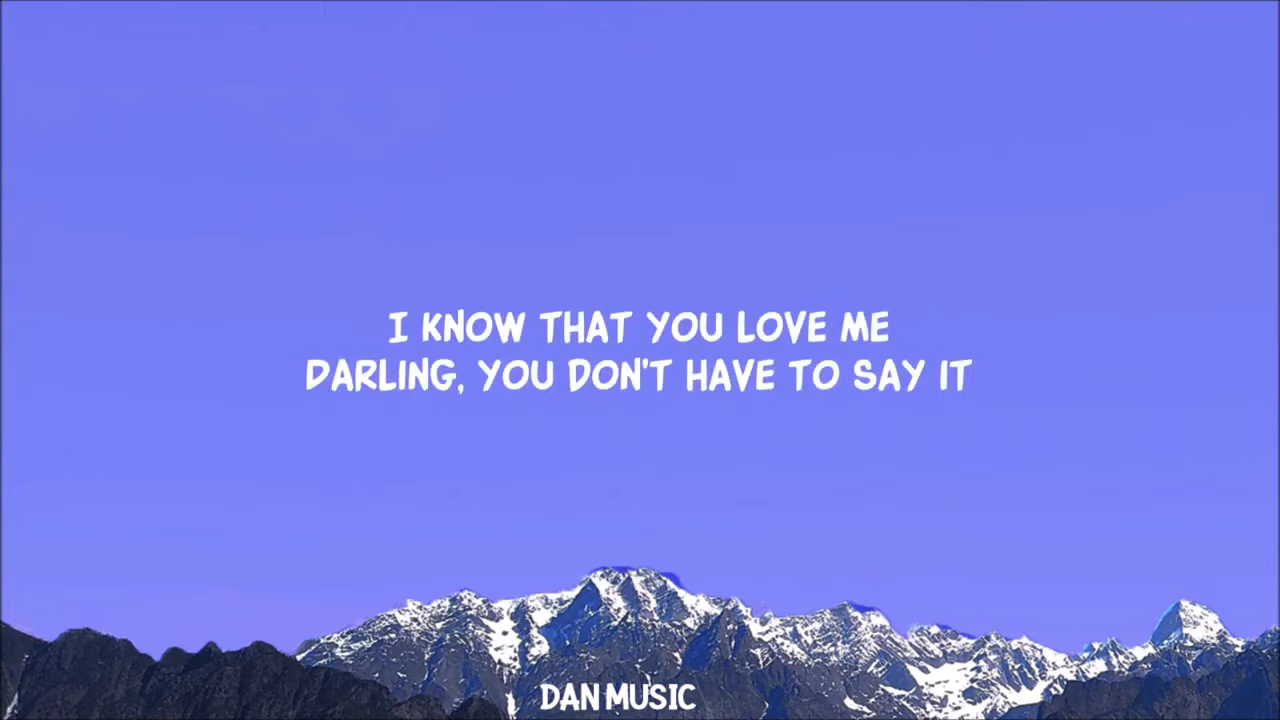 I KNOW THAT YOU LOVE ME
DARLING, YOU DON'T HAVE TO SAY IT
DAN MUSIC